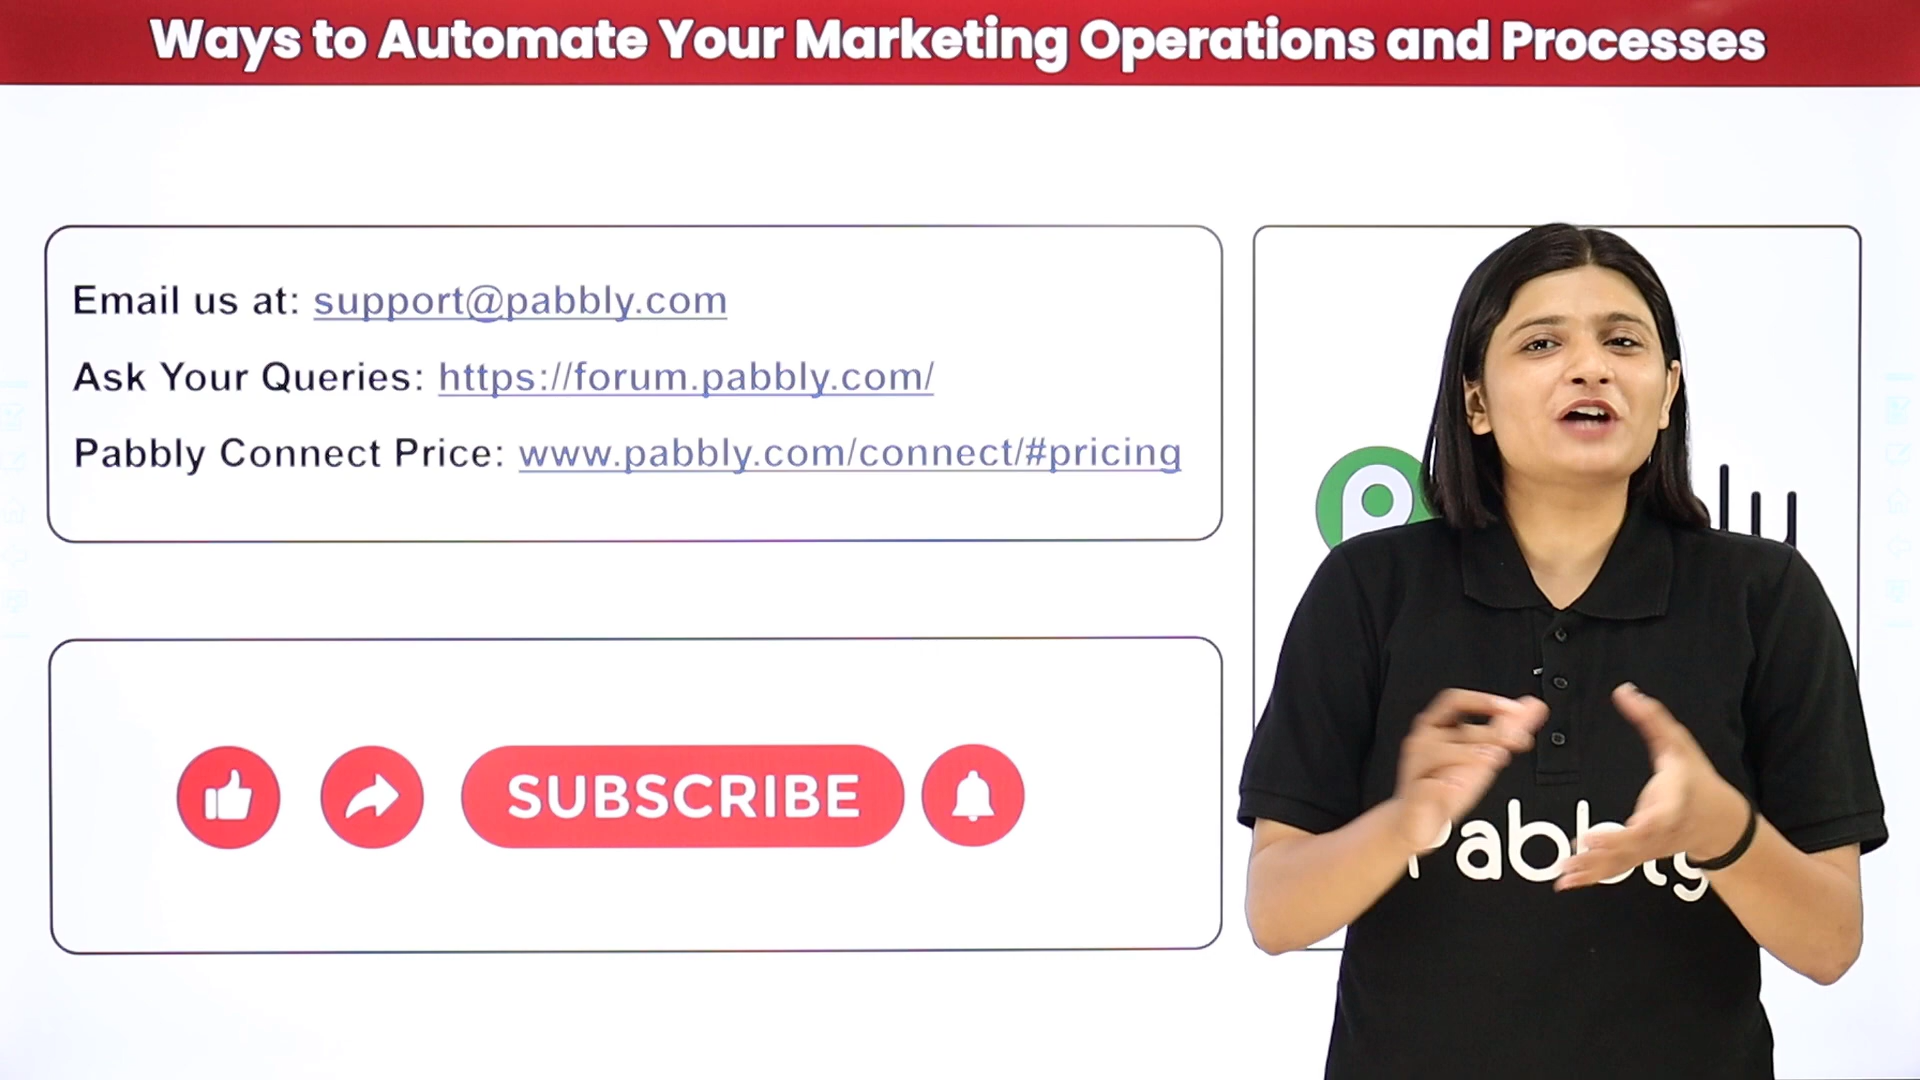 Ways to Automate Your Marketing Operations and Processes
Email us at: support@pabbly.com
Ask Your Queries: https://forum.pabbly.com/
Pabbly Connect Price: www.pabbly.com/connect/#pricing
SUBSCRIBE
Pabbly